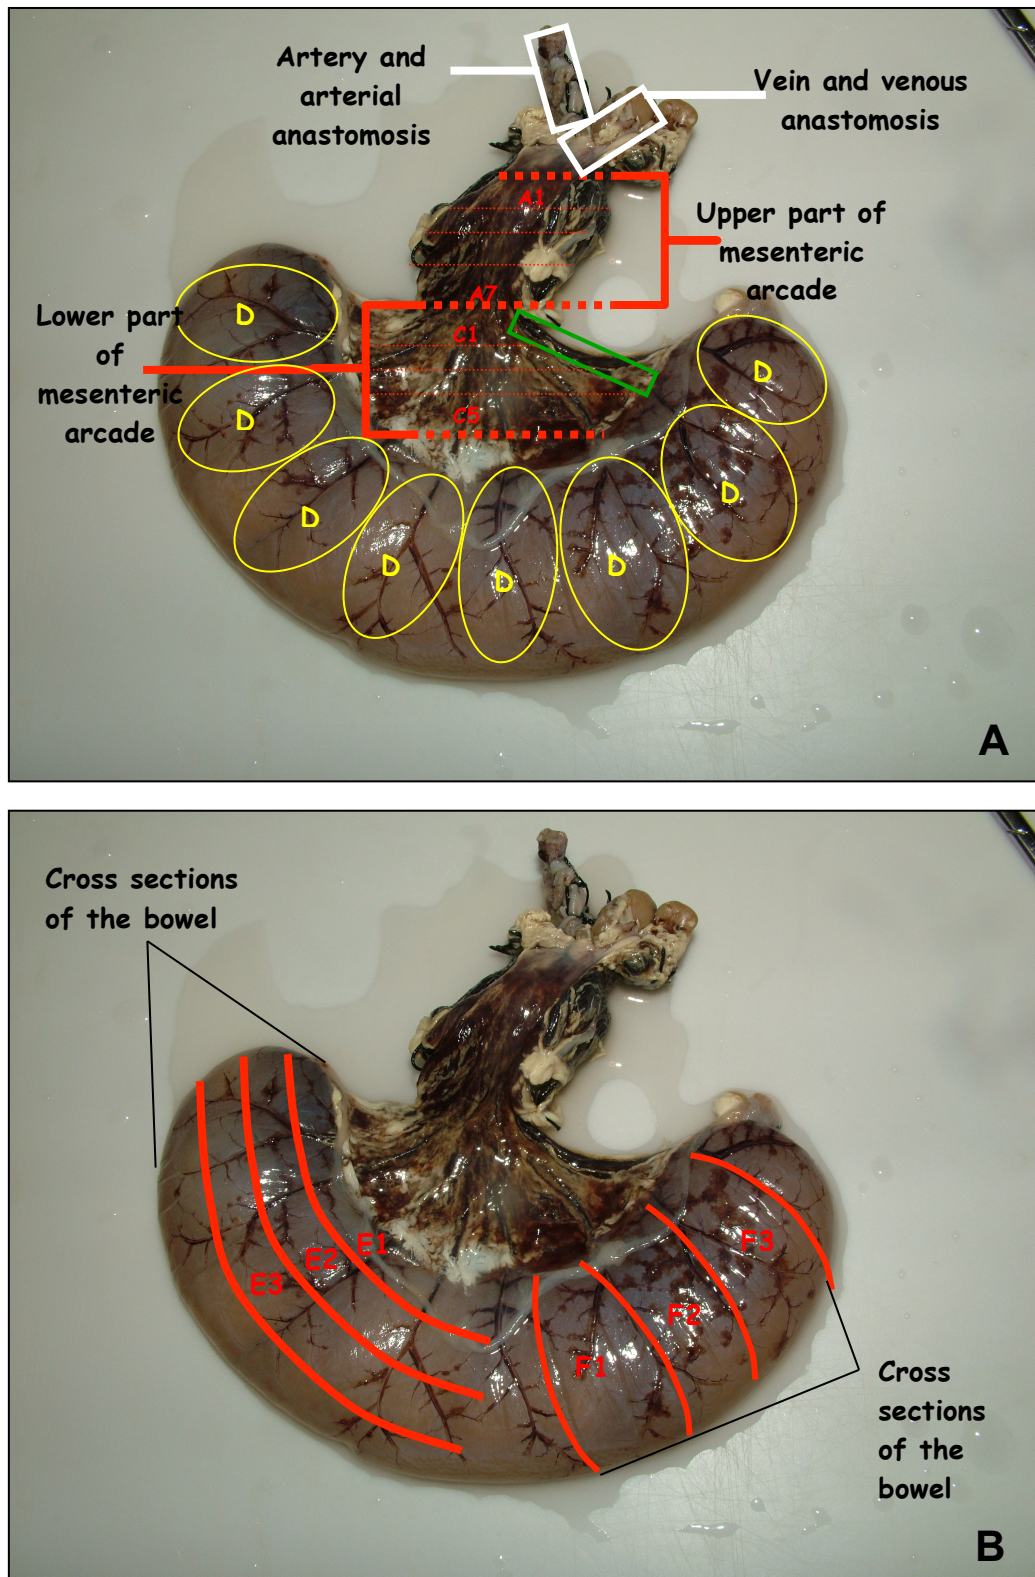 Artery and
arterial
anastomosis
Vein and venous
anastomosis
A1
Upper part of
mesenteric
arcade
A7
Lower part
of
mesenteric
arcade
C1
C5
D
D
D
D
D
D
D
D
A
Cross sections
of the bowel
E1
E2
E3
F1
F2
F3
Cross
sections
of the
bowel
B